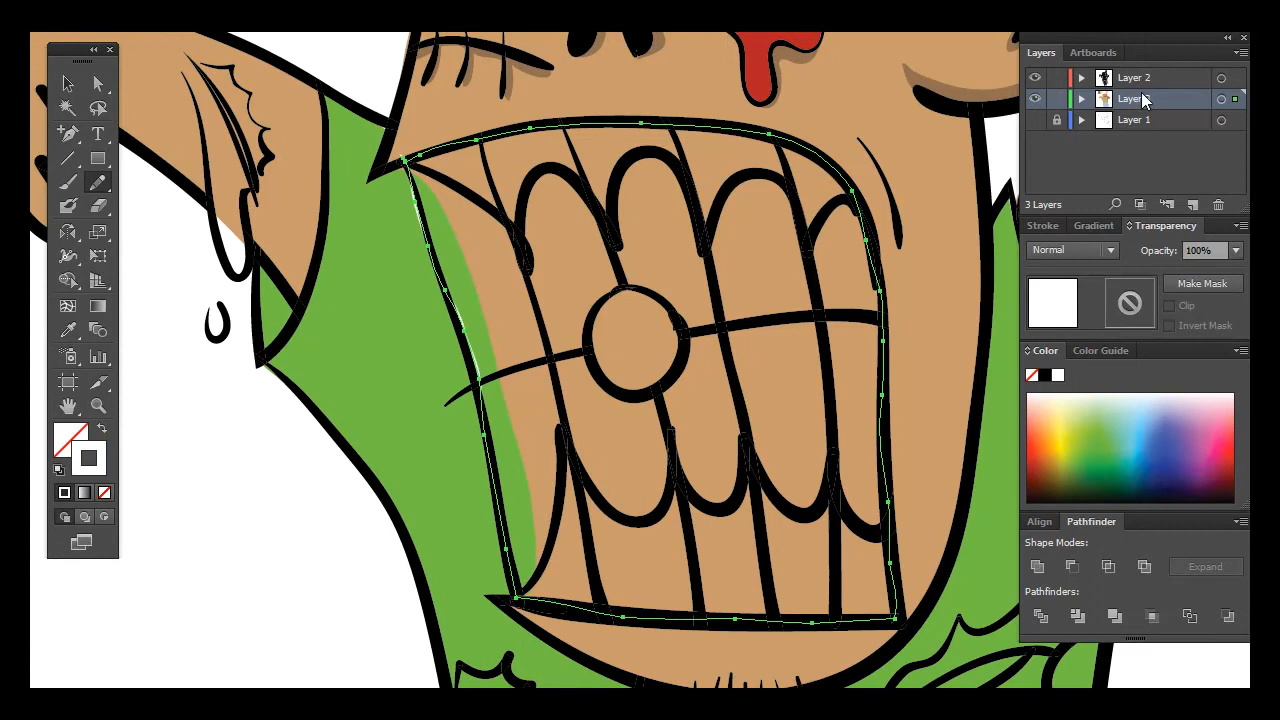 Layers Artboards
Layer 2
Layer
Layer 1
3 Layers
Stroke Gradient Transparency
Normal Opacity: 100%
Make Mask
Clip
Invert Mask
Color Color Guide
Align Pathfinder
Shape Modes:
Expand
Pathfinders: